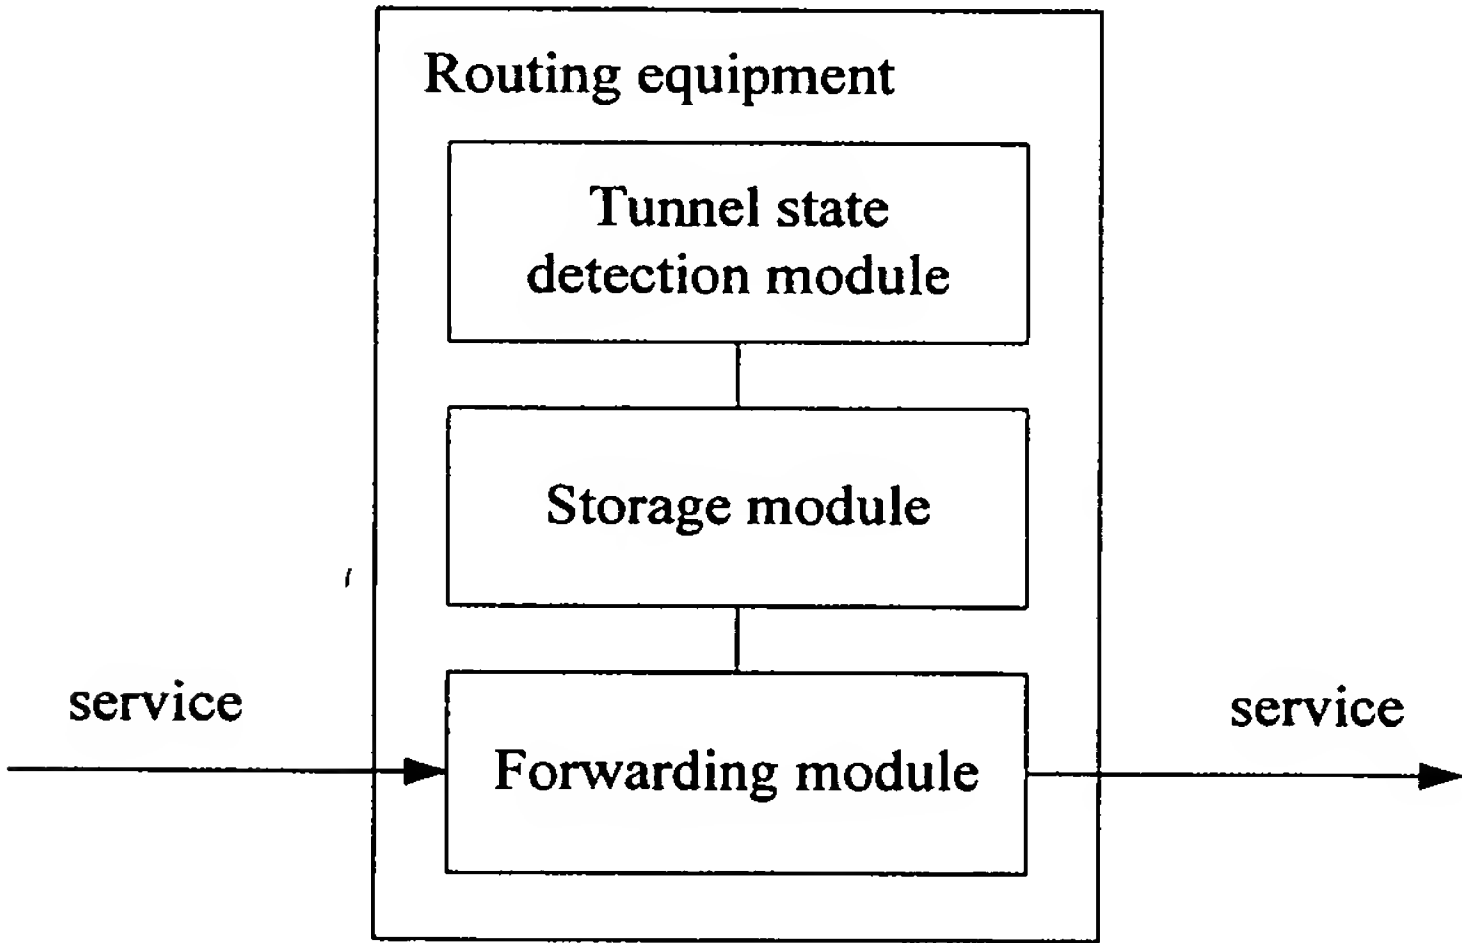 Routing equipment
Tunnel state
detection module
Storage module
service
service
Forwarding module